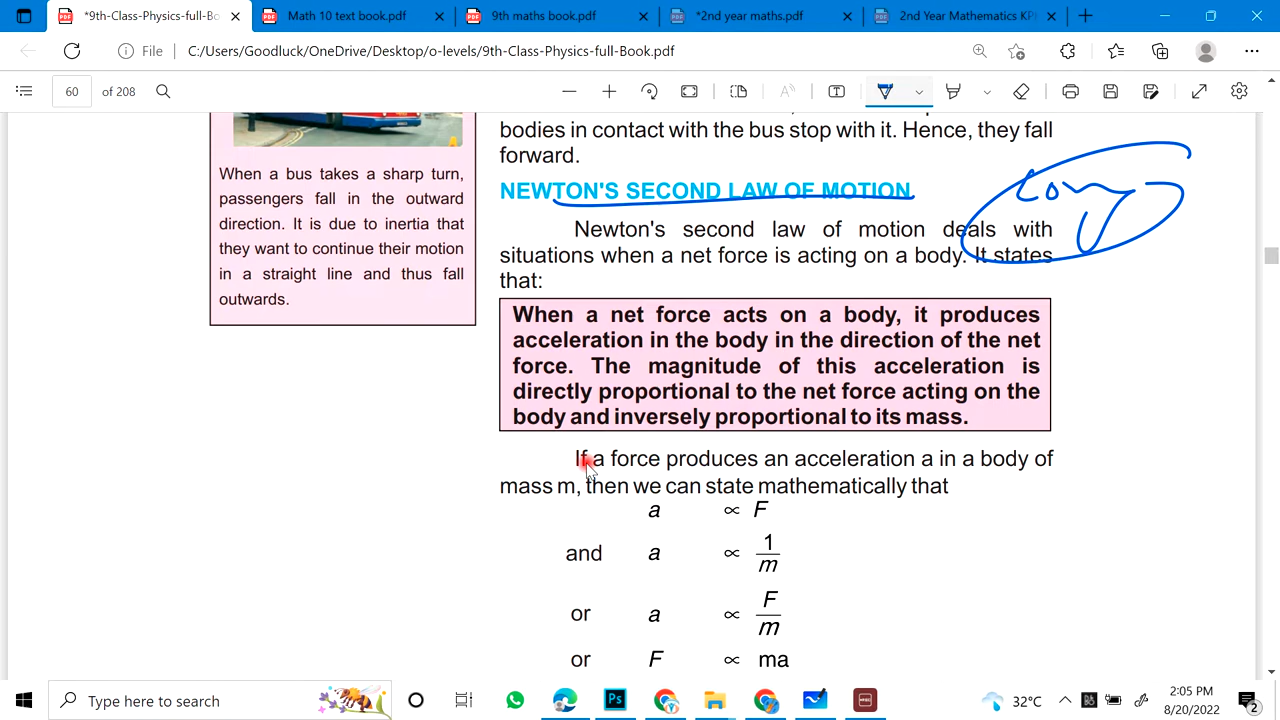 *9th-Class-Physics-full-Bo
Math 10 text book.pdf
9th maths book.pdf
*2nd year maths.pdf
2nd Year Mathematics KP
File
C:/Users/Goodluck/OneDrive/Desktop/o-levels/9th-Class-Physics-full-Book.pdf
60 of 208
bodies in contact with the bus stop with it. Hence, they fall
forward.
When a bus takes a sharp turn,
passengers fall in the outward
direction. It is due to inertia that
they want to continue their motion
in a straight line and thus fall
outwards.
NEWTON'S SECOND LAW OF MOTION
Newton's second law of motion deals with
situations when a net force is acting on a body. It states
that:
When a net force acts on a body, it produces
acceleration in the body in the direction of the net
force. The magnitude of this acceleration is
directly proportional to the net force acting on the
body and inversely proportional to its mass.
If a force produces an acceleration a in a body of
mass m, then we can state mathematically that
a ∝ F
and a ∝ 1/m
or a ∝ F/m
or F ∝ ma
Type here to search
32°C
2:05 PM
8/20/2022
2